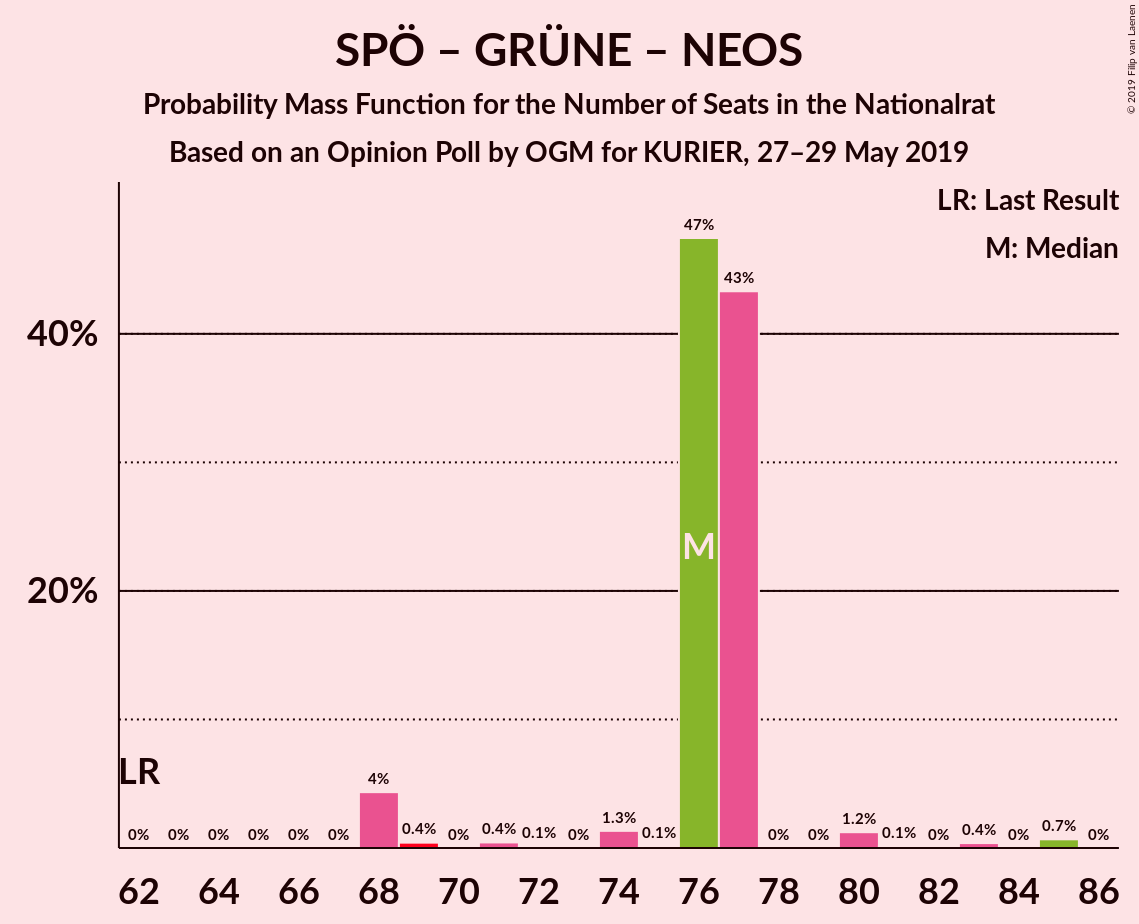 SPÖ – GRÜNE – NEOS
Probability Mass Function for the Number of Seats in the Nationalrat
Based on an Opinion Poll by OGM for KURIER, 27–29 May 2019
© 2019 Filip van Laenen
LR: Last Result
M: Median
47%
43%
40%
M
20%
LR
4%
0% 0% 0% 0% 0% 0% 0.4% 0% 0.4% 0.1% 0% 1.3% 0.1% 0% 0% 1.2% 0.1% 0% 0.4% 0% 0.7% 0%
62 64 66 68 70 72 74 76 78 80 82 84 86